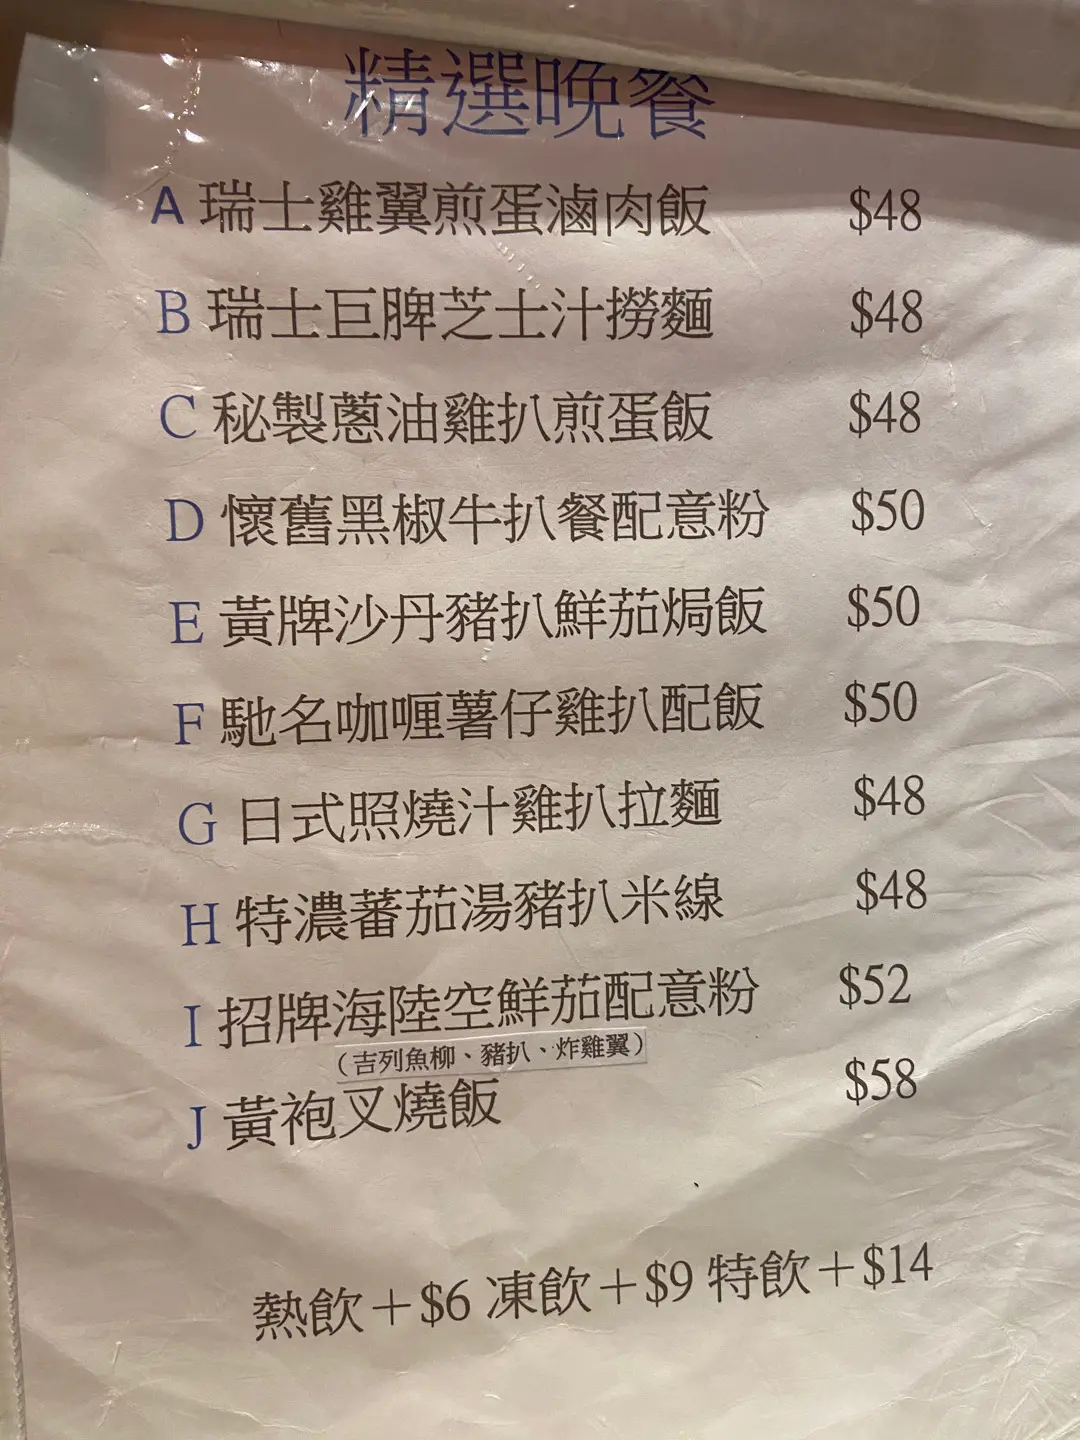 精選晚餐
A 瑞士雞翼煎蛋滷肉飯 $48
B 瑞士巨脾芝士汁撈麵 $48
C 秘製蔥油雞扒煎蛋飯 $48
D 懷舊黑椒牛扒餐配意粉 $50
E 黃牌沙丹豬扒鮮茄焗飯 $50
F 馳名咖喱薯仔雞扒配飯 $50
G 日式照燒汁雞扒拉麵 $48
H 特濃蕃茄湯豬扒米線 $48
I 招牌海陸空鮮茄配意粉 $52
（吉列魚柳、豬扒、炸雞翼）
J 黃袍叉燒飯 $58
熱飲＋$6 凍飲＋$9 特飲＋$14